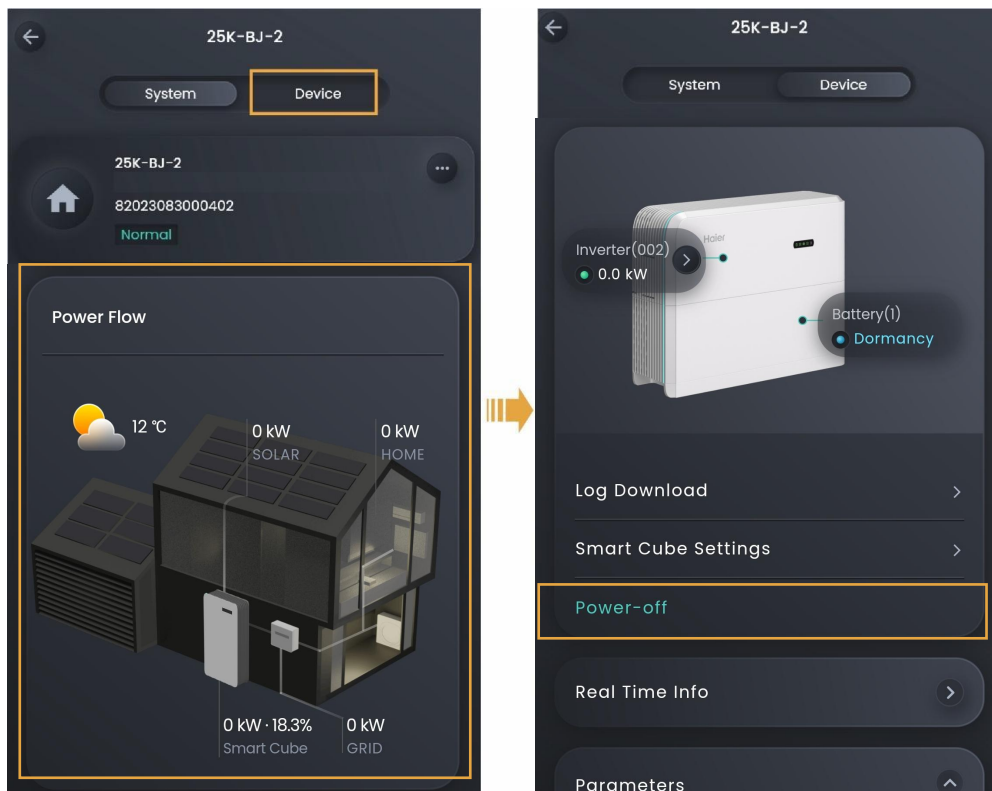 25K-BJ-2
System Device
25K-BJ-2
82023083000402
Normal
Power Flow
12 ℃
0 kW
SOLAR
0 kW
HOME
0 kW · 18.3%
Smart Cube
0 kW
GRID
25K-BJ-2
System Device
Haier
Inverter(002)
0.0 kW
Battery(1)
Dormancy
Log Download
Smart Cube Settings
Power-off
Real Time Info
Parameters